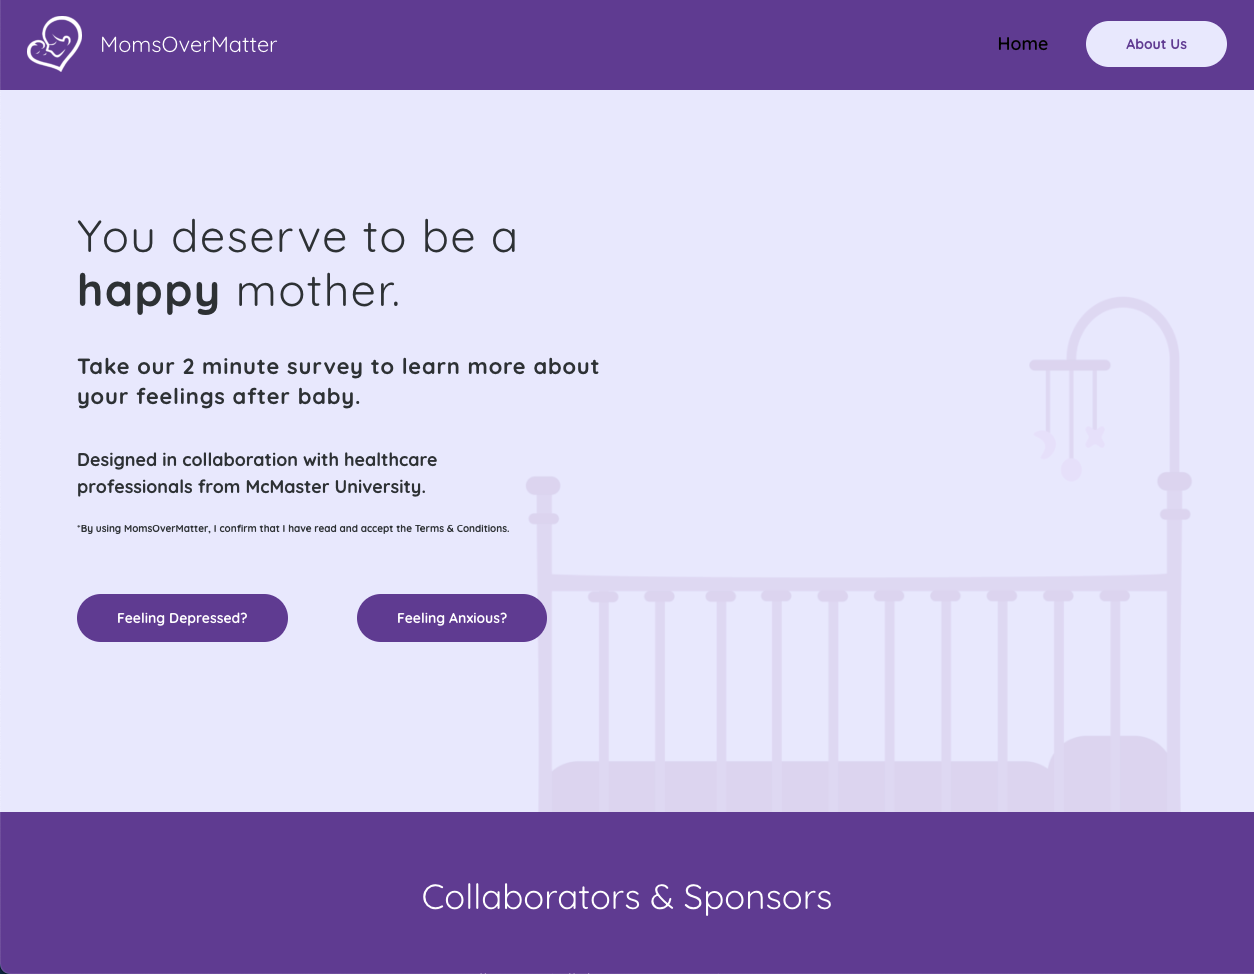 MomsOverMatter
Home
About Us
You deserve to be a
happy mother.
Take our 2 minute survey to learn more about
your feelings after baby.
Designed in collaboration with healthcare
professionals from McMaster University.
*By using MomsOverMatter, I confirm that I have read and accept the Terms & Conditions.
Feeling Depressed?
Feeling Anxious?
Collaborators & Sponsors